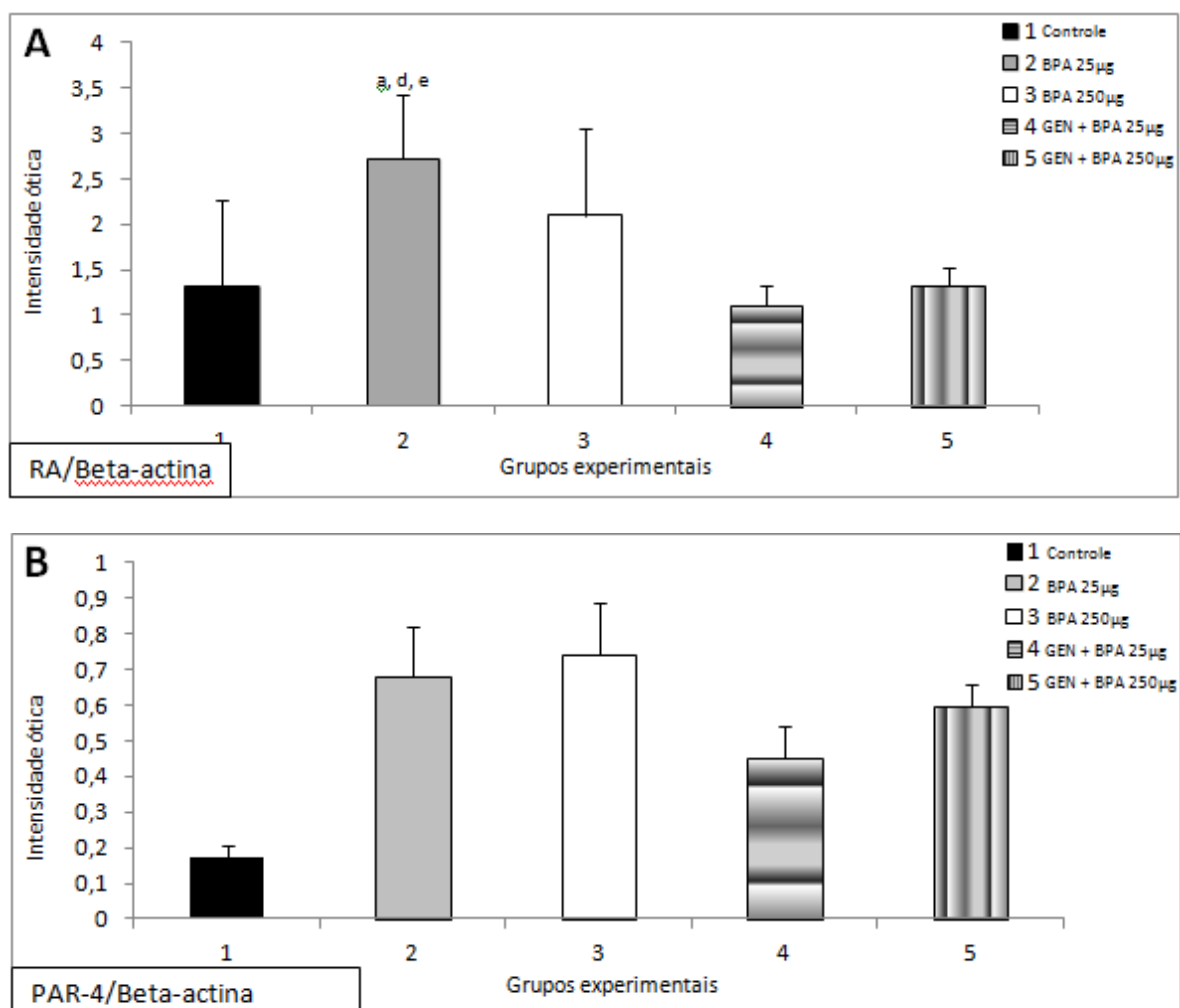 A
4
3,5
3
2,5
2
1,5
1
0,5
0
Intensidade ótica
a, d, e
1 Controle
2 BPA 25µg
3 BPA 250µg
4 GEN + BPA 25µg
5 GEN + BPA 250µg
1 2 3 4 5
Grupos experimentais
RA/Beta-actina
B
1
0,9
0,8
0,7
0,6
0,5
0,4
0,3
0,2
0,1
0
Intensidade ótica
1 Controle
2 BPA 25µg
3 BPA 250µg
4 GEN + BPA 25µg
5 GEN + BPA 250µg
1 2 3 4 5
Grupos experimentais
PAR-4/Beta-actina